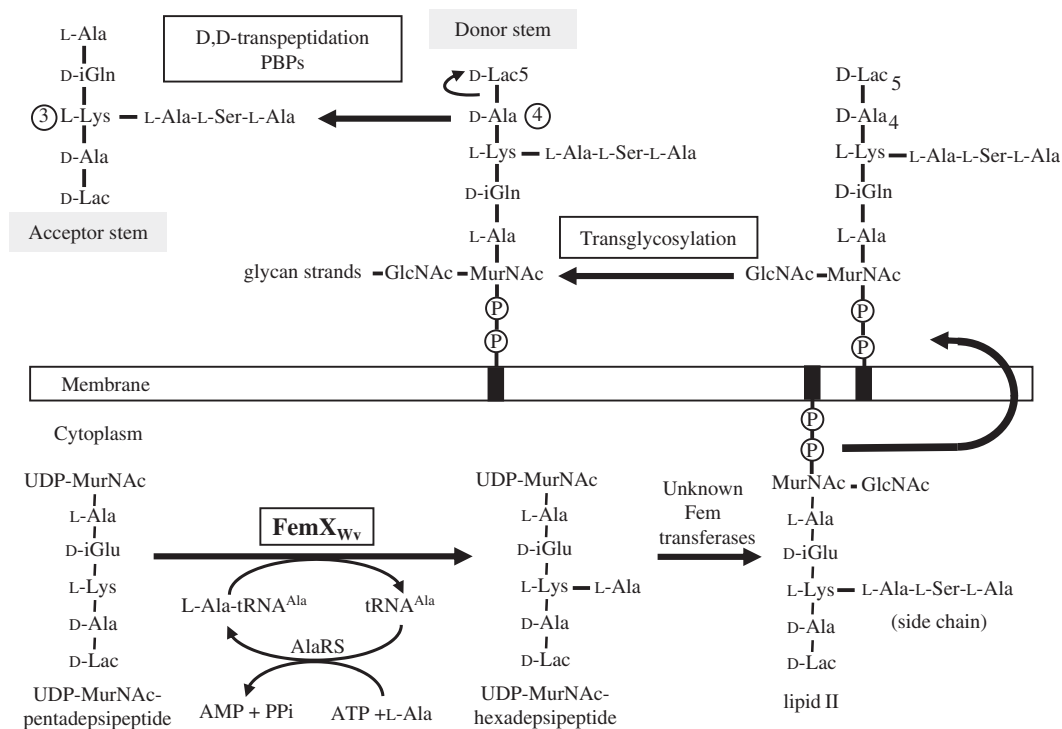 L-Ala
D-iGln
③ L-Lys – L-Ala-L-Ser-L-Ala
D-Ala
D-Lac
Acceptor stem
D,D-transpeptidation
PBPs
Donor stem
D-Lac5
D-Ala ④
L-Lys – L-Ala-L-Ser-L-Ala
D-iGln
L-Ala
glycan strands – GlcNAc – MurNAc
P
P
Transglycosylation
D-Lac 5
D-Ala 4
L-Lys – L-Ala-L-Ser-L-Ala
D-iGln
L-Ala
GlcNAc – MurNAc
P
P
Membrane
Cytoplasm
UDP-MurNAc
L-Ala
D-iGlu
L-Lys
D-Ala
D-Lac
UDP-MurNAc-
pentadepsipeptide
FemXWv
L-Ala-tRNAAla
tRNAAla
AlaRS
AMP + PPi
ATP +L-Ala
UDP-MurNAc
L-Ala
D-iGlu
L-Lys – L-Ala
D-Ala
D-Lac
UDP-MurNAc-
hexadepsipeptide
Unknown
Fem
transferases
P
P
MurNAc – GlcNAc
L-Ala
D-iGlu
L-Lys – L-Ala-L-Ser-L-Ala
(side chain)
D-Ala
D-Lac
lipid II